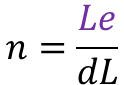 n = Le/dL